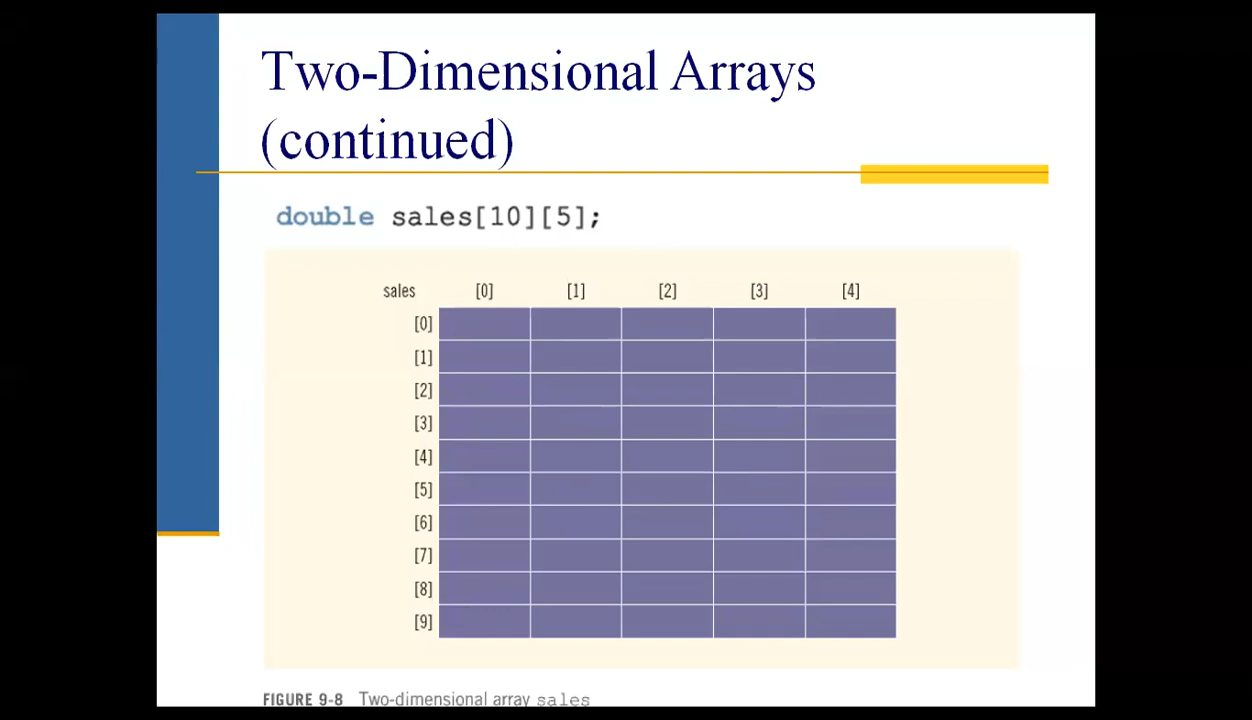 Two-Dimensional Arrays
(continued)
double sales[10][5];
sales [0] [1] [2] [3] [4]
[0]
[1]
[2]
[3]
[4]
[5]
[6]
[7]
[8]
[9]
FIGURE 9-8 Two-dimensional array sales